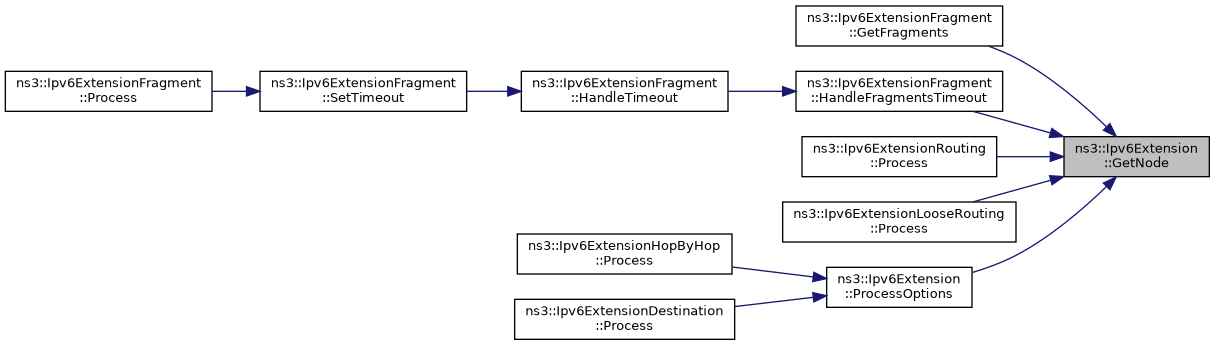 ns3::Ipv6ExtensionFragment
::GetFragments
ns3::Ipv6ExtensionFragment
::Process
ns3::Ipv6ExtensionFragment
::SetTimeout
ns3::Ipv6ExtensionFragment
::HandleTimeout
ns3::Ipv6ExtensionFragment
::HandleFragmentsTimeout
ns3::Ipv6ExtensionRouting
::Process
ns3::Ipv6Extension
::GetNode
ns3::Ipv6ExtensionLooseRouting
::Process
ns3::Ipv6ExtensionHopByHop
::Process
ns3::Ipv6Extension
::ProcessOptions
ns3::Ipv6ExtensionDestination
::Process